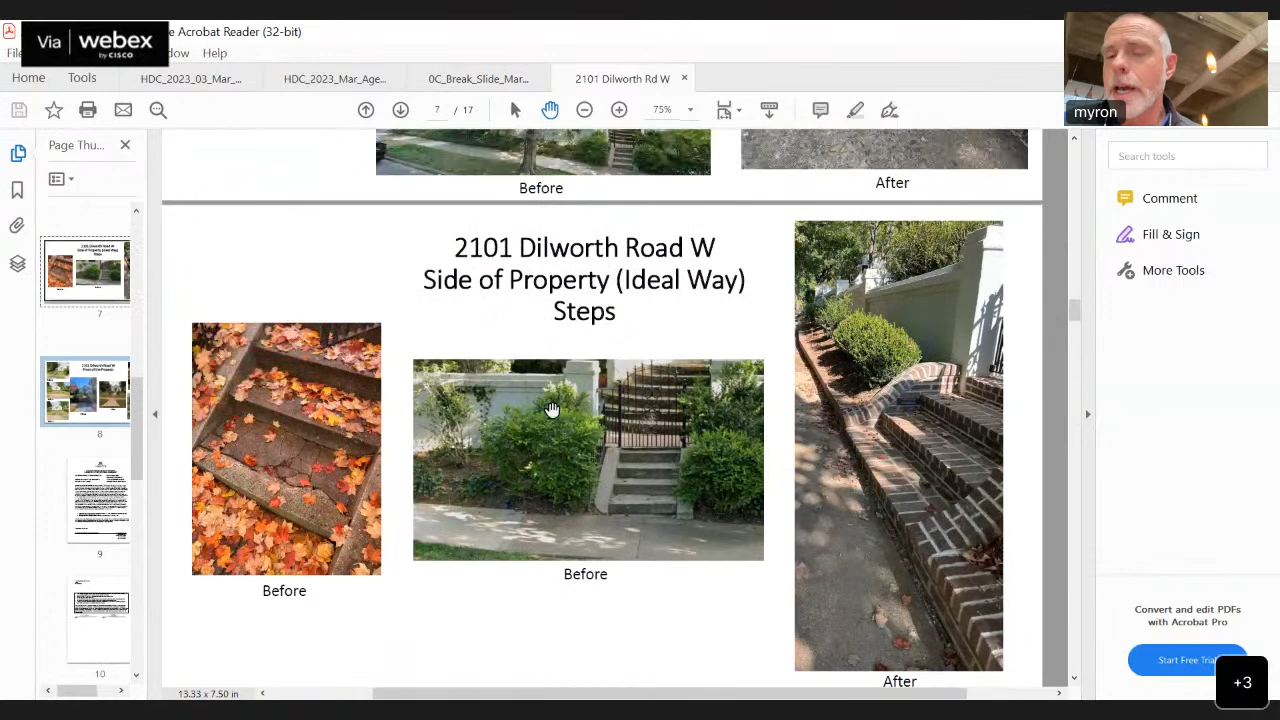 Via webex
by CISCO
e Acrobat Reader (32-bit)
Help
Home
Tools
HDC_2023_03_Mar_...
HDC_2023_Mar_Age...
0C_Break_Slide_Mar...
2101 Dilworth Rd W
7 / 17
75%
myron
Page Thu...
Search tools
Comment
Fill & Sign
More Tools
Before
After
2101 Dilworth Road W
Side of Property (Ideal Way)
Steps
Before
Before
After
7
8
9
10
13.33 x 7.50 in
Convert and edit PDFs
with Acrobat Pro
Start Free Trial
+3